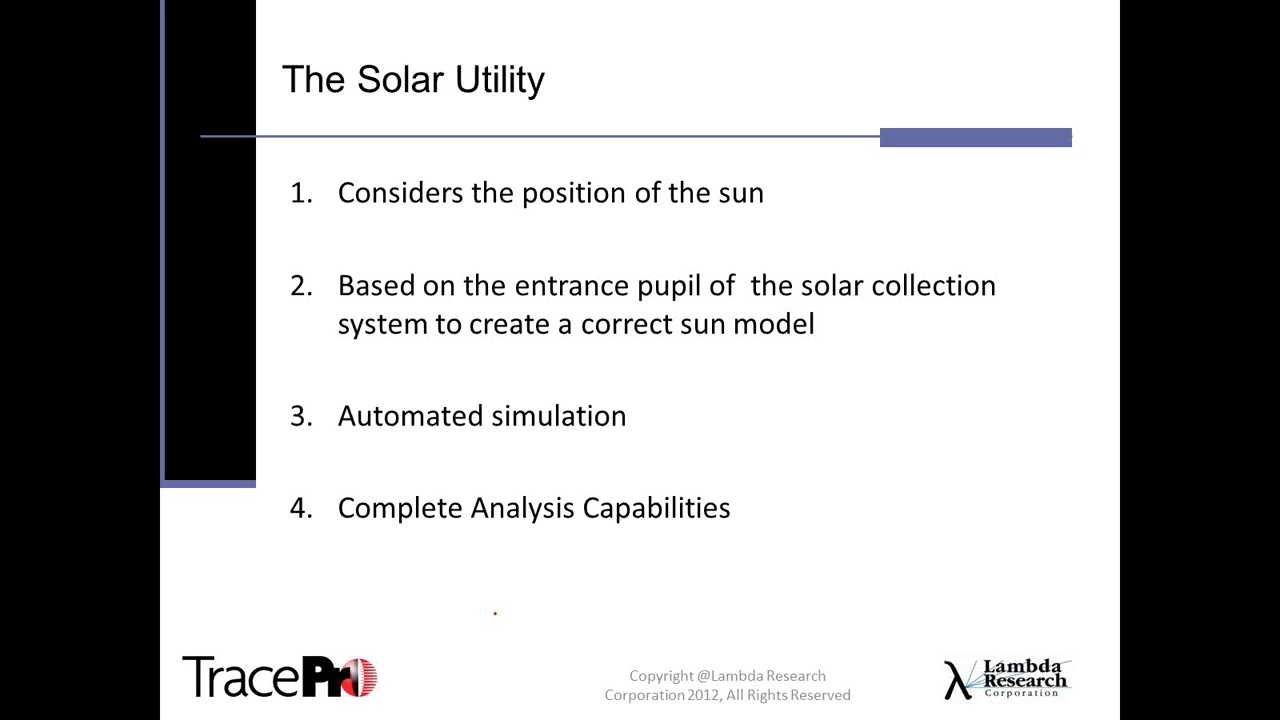 The Solar Utility
1. Considers the position of the sun
2. Based on the entrance pupil of  the solar collection
system to create a correct sun model
3. Automated simulation
4. Complete Analysis Capabilities
TracePro
Copyright @Lambda Research
Corporation 2012, All Rights Reserved
λ Lambda
Research
Corporation